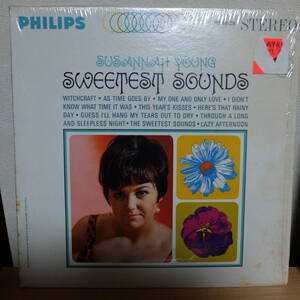 PHILIPS
STEREO
SUSANNAH YOUNG
SWEETEST SOUNDS
WITCHCRAFT • AS TIME GOES BY • MY ONE AND ONLY LOVE • I DIDN'T
KNOW WHAT TIME IT WAS • THIS YEAR'S KISSES • HERE'S THAT RAINY
DAY • GUESS I'LL HANG MY TEARS OUT TO DRY • THROUGH A LONG
AND SLEEPLESS NIGHT • THE SWEETEST SOUNDS • LAZY AFTERNOON